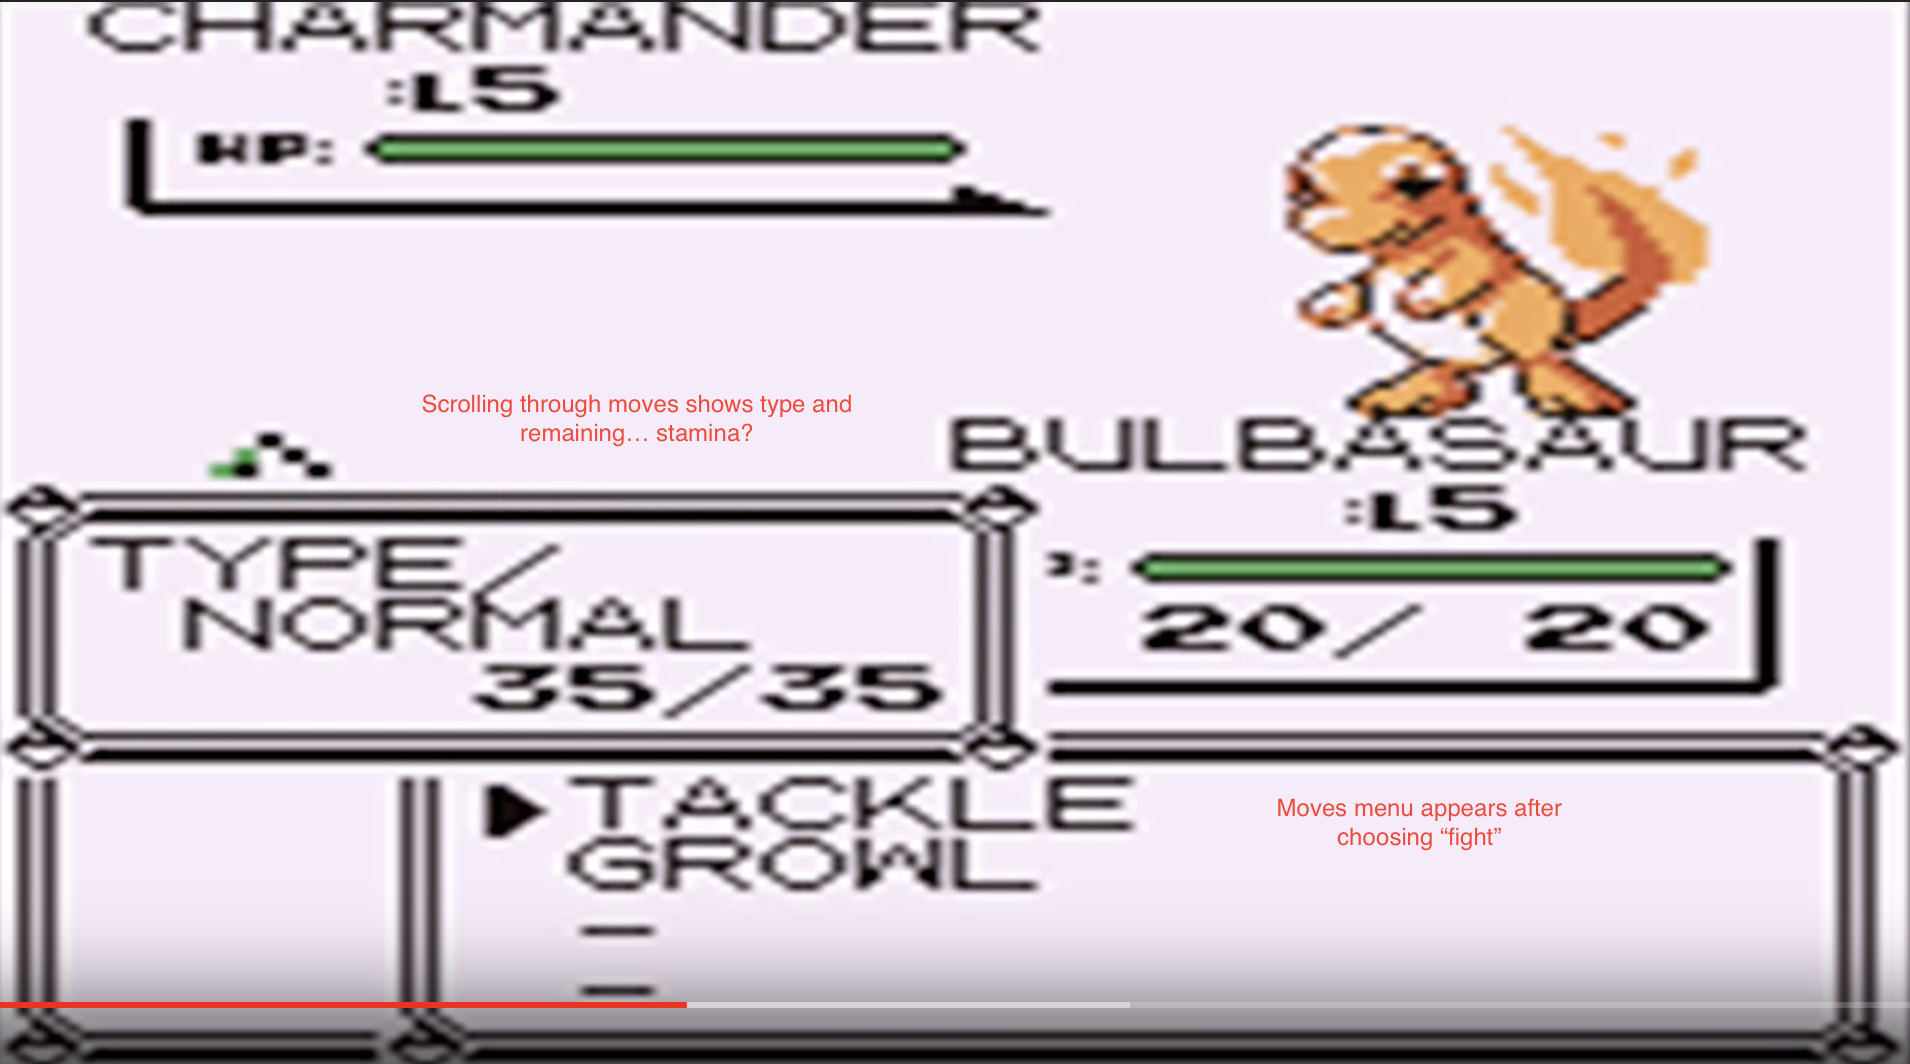 CHARMANDER
:L5
HP:
Scrolling through moves shows type and
remaining... stamina?
BULBASAUR
:L5
TYPE/
NORMAL
35/35
20/ 20
▶TACKLE
GROWL
—
—
Moves menu appears after
choosing “fight”